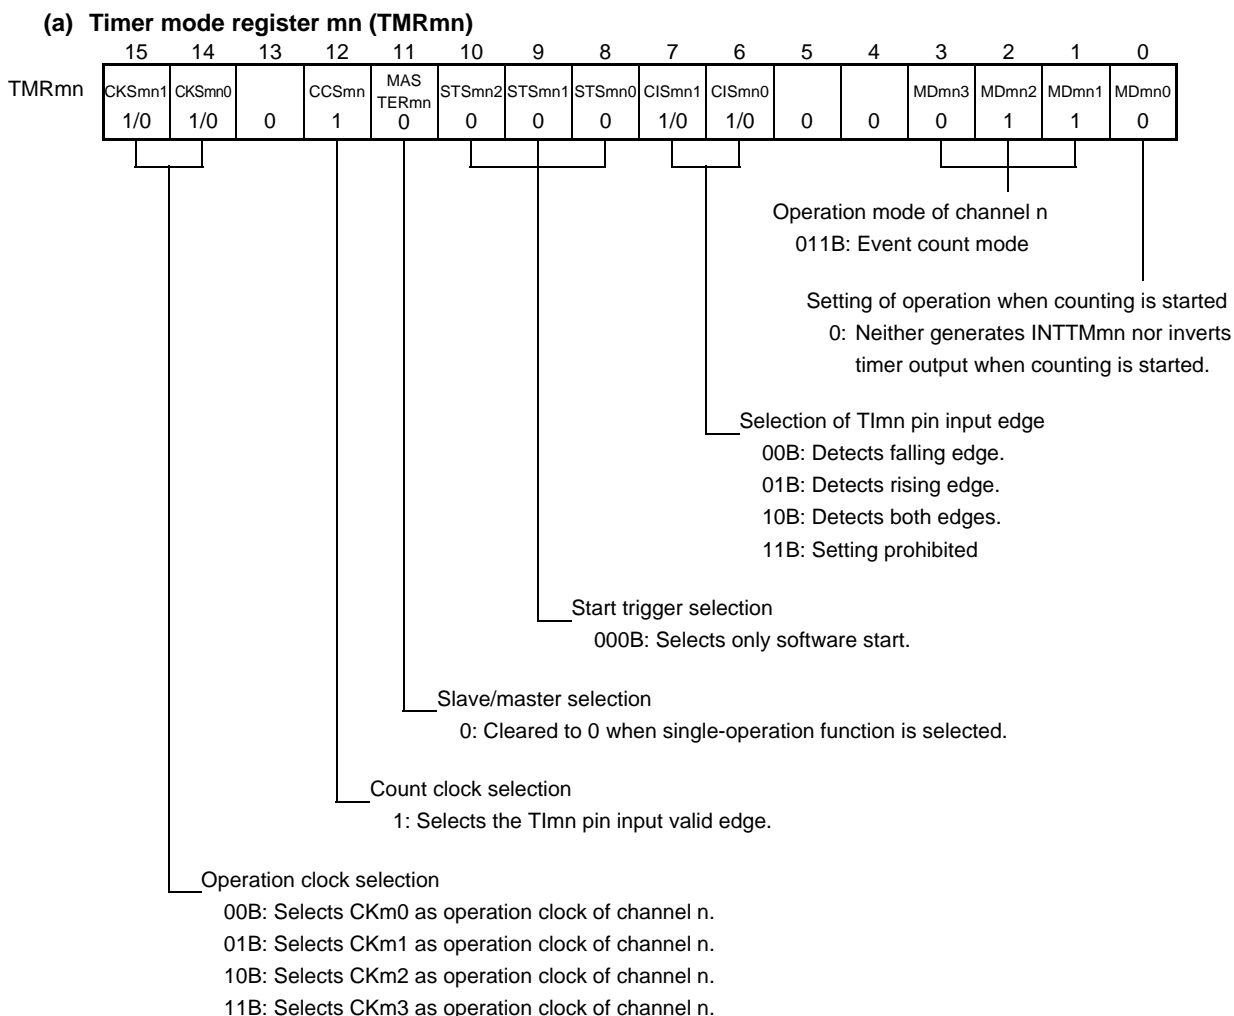 (a) Timer mode register mn (TMRmn)
15 14 13 12 11 10 9 8 7 6 5 4 3 2 1 0
TMRmn CKSmn1 CKSmn0 CCSmn MAS TERmn STSmn2 STSmn1 STSmn0 CISmn1 CISmn0 MDmn3 MDmn2 MDmn1 MDmn0
1/0 1/0 0 1 0 0 0 0 1/0 1/0 0 0 0 1 1 0
Operation mode of channel n
011B: Event count mode
Setting of operation when counting is started
0: Neither generates INTTMmn nor inverts
timer output when counting is started.
Selection of TImn pin input edge
00B: Detects falling edge.
01B: Detects rising edge.
10B: Detects both edges.
11B: Setting prohibited
Start trigger selection
000B: Selects only software start.
Slave/master selection
0: Cleared to 0 when single-operation function is selected.
Count clock selection
1: Selects the TImn pin input valid edge.
Operation clock selection
00B: Selects CKm0 as operation clock of channel n.
01B: Selects CKm1 as operation clock of channel n.
10B: Selects CKm2 as operation clock of channel n.
11B: Selects CKm3 as operation clock of channel n.